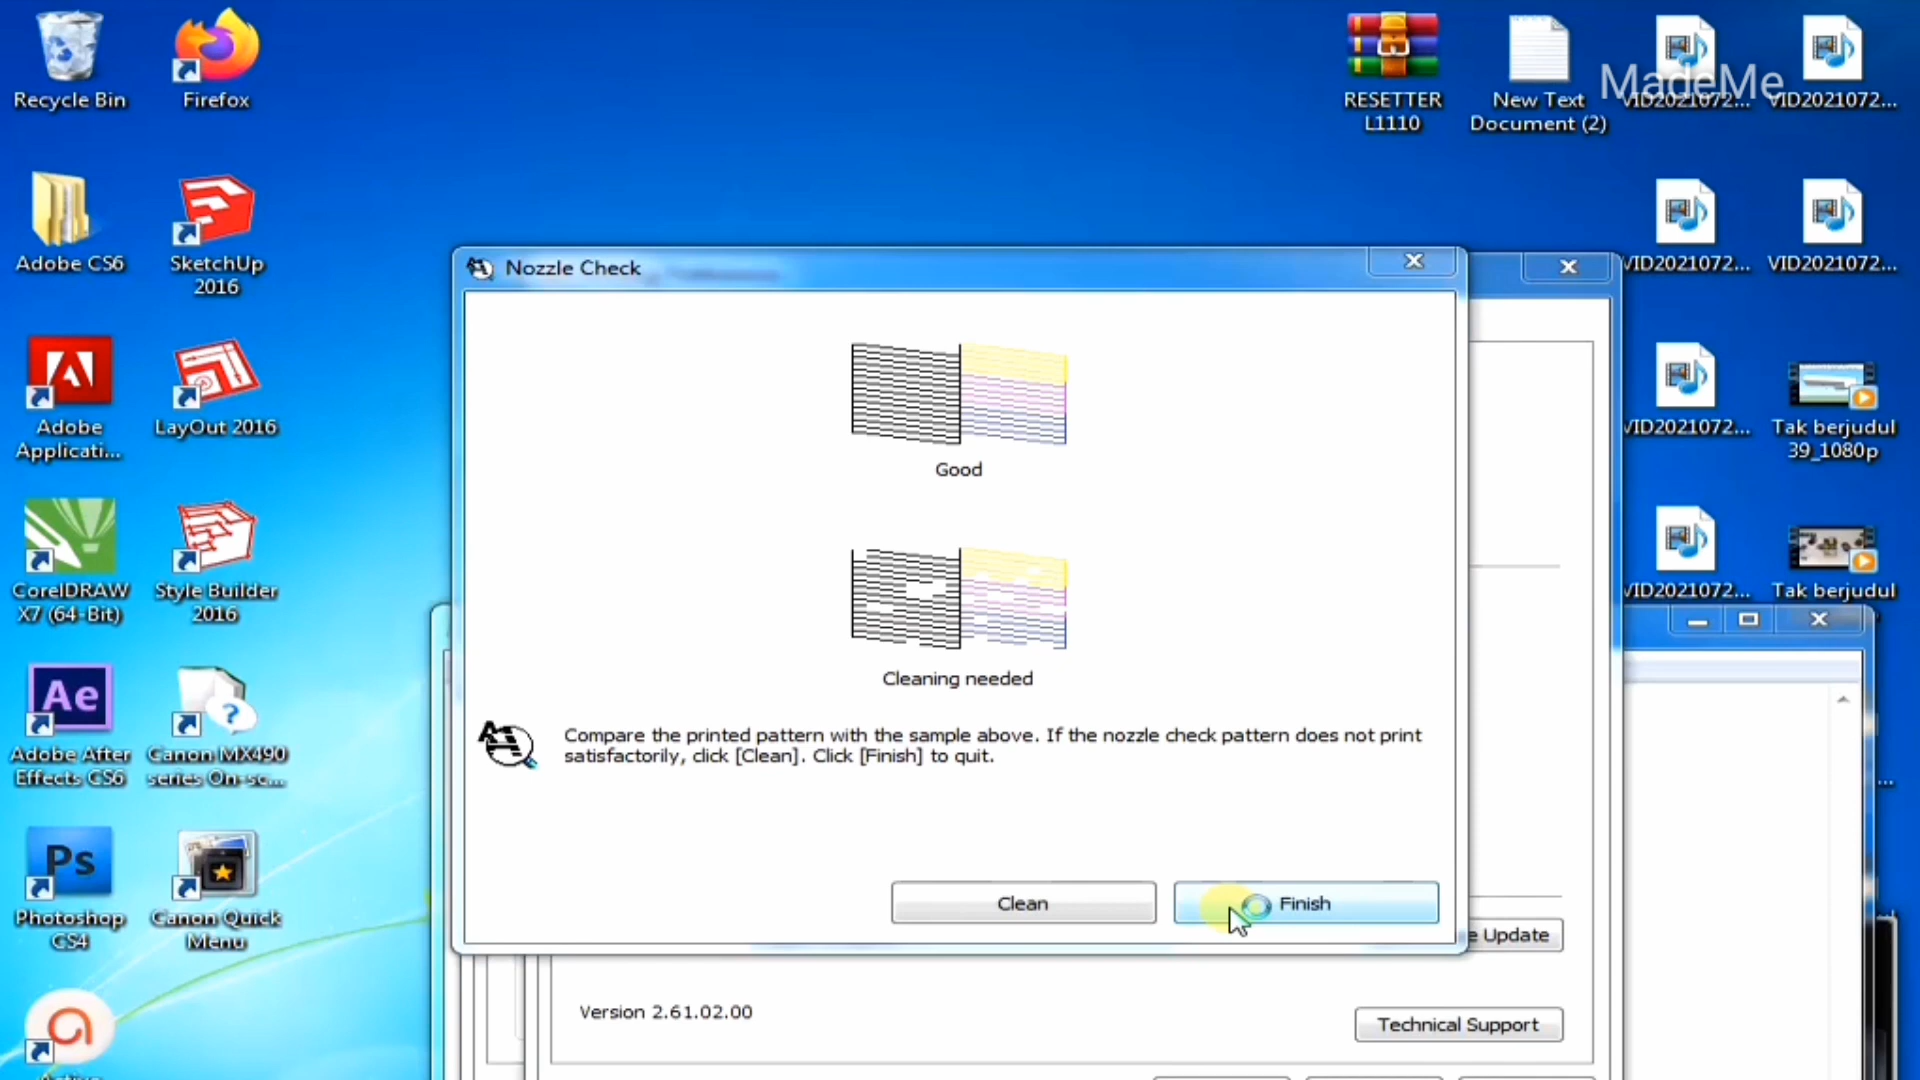 Recycle Bin
Firefox
RESETTER
L1110
New Text
Document (2)
MadeMe
VID2021072...
VID2021072...
Adobe CS6
SketchUp
2016
VID2021072...
VID2021072...
Nozzle Check
Good
Adobe
Applicati...
LayOut 2016
VID2021072...
Tak berjudul
39_1080p
CorelDRAW
X7 (64-Bit)
Style Builder
2016
VID2021072...
Tak berjudul
Cleaning needed
Compare the printed pattern with the sample above. If the nozzle check pattern does not print
satisfactorily, click [Clean]. Click [Finish] to quit.
Ae
Adobe After
Effects CS6
Canon MX490
series On-sc...
Ps
Photoshop
CS4
Canon Quick
Menu
Clean
Finish
e Update
Version 2.61.02.00
Technical Support